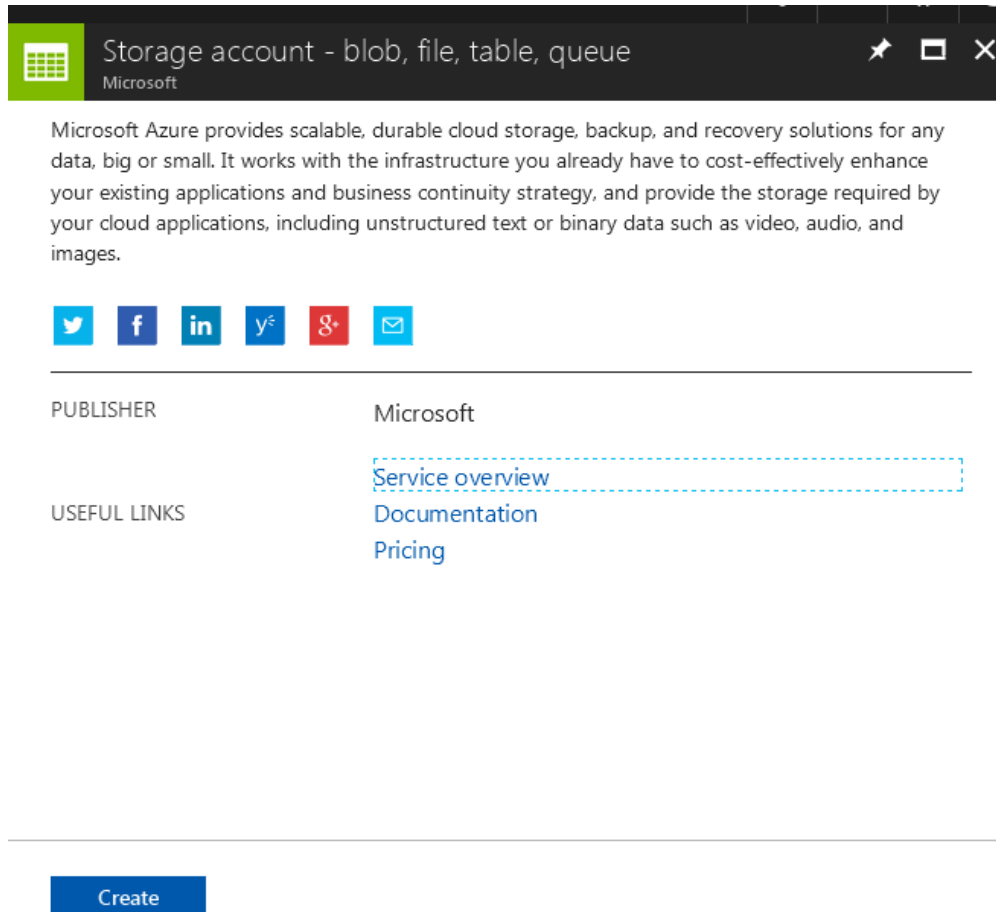 Storage account - blob, file, table, queue
Microsoft
Microsoft Azure provides scalable, durable cloud storage, backup, and recovery solutions for any
data, big or small. It works with the infrastructure you already have to cost-effectively enhance
your existing applications and business continuity strategy, and provide the storage required by
your cloud applications, including unstructured text or binary data such as video, audio, and
images.
f in y g+
PUBLISHER
Microsoft
Service overview
USEFUL LINKS
Documentation
Pricing
Create